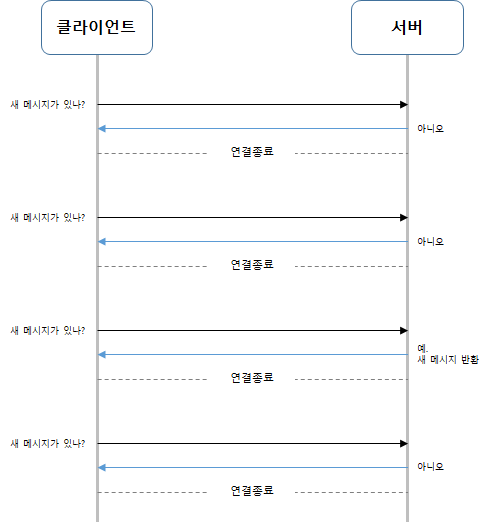 클라이언트
서버
새 메시지가 있나?
아니오
연결종료
새 메시지가 있나?
아니오
연결종료
새 메시지가 있나?
예.
새 메시지 반환
연결종료
새 메시지가 있나?
아니오
연결종료